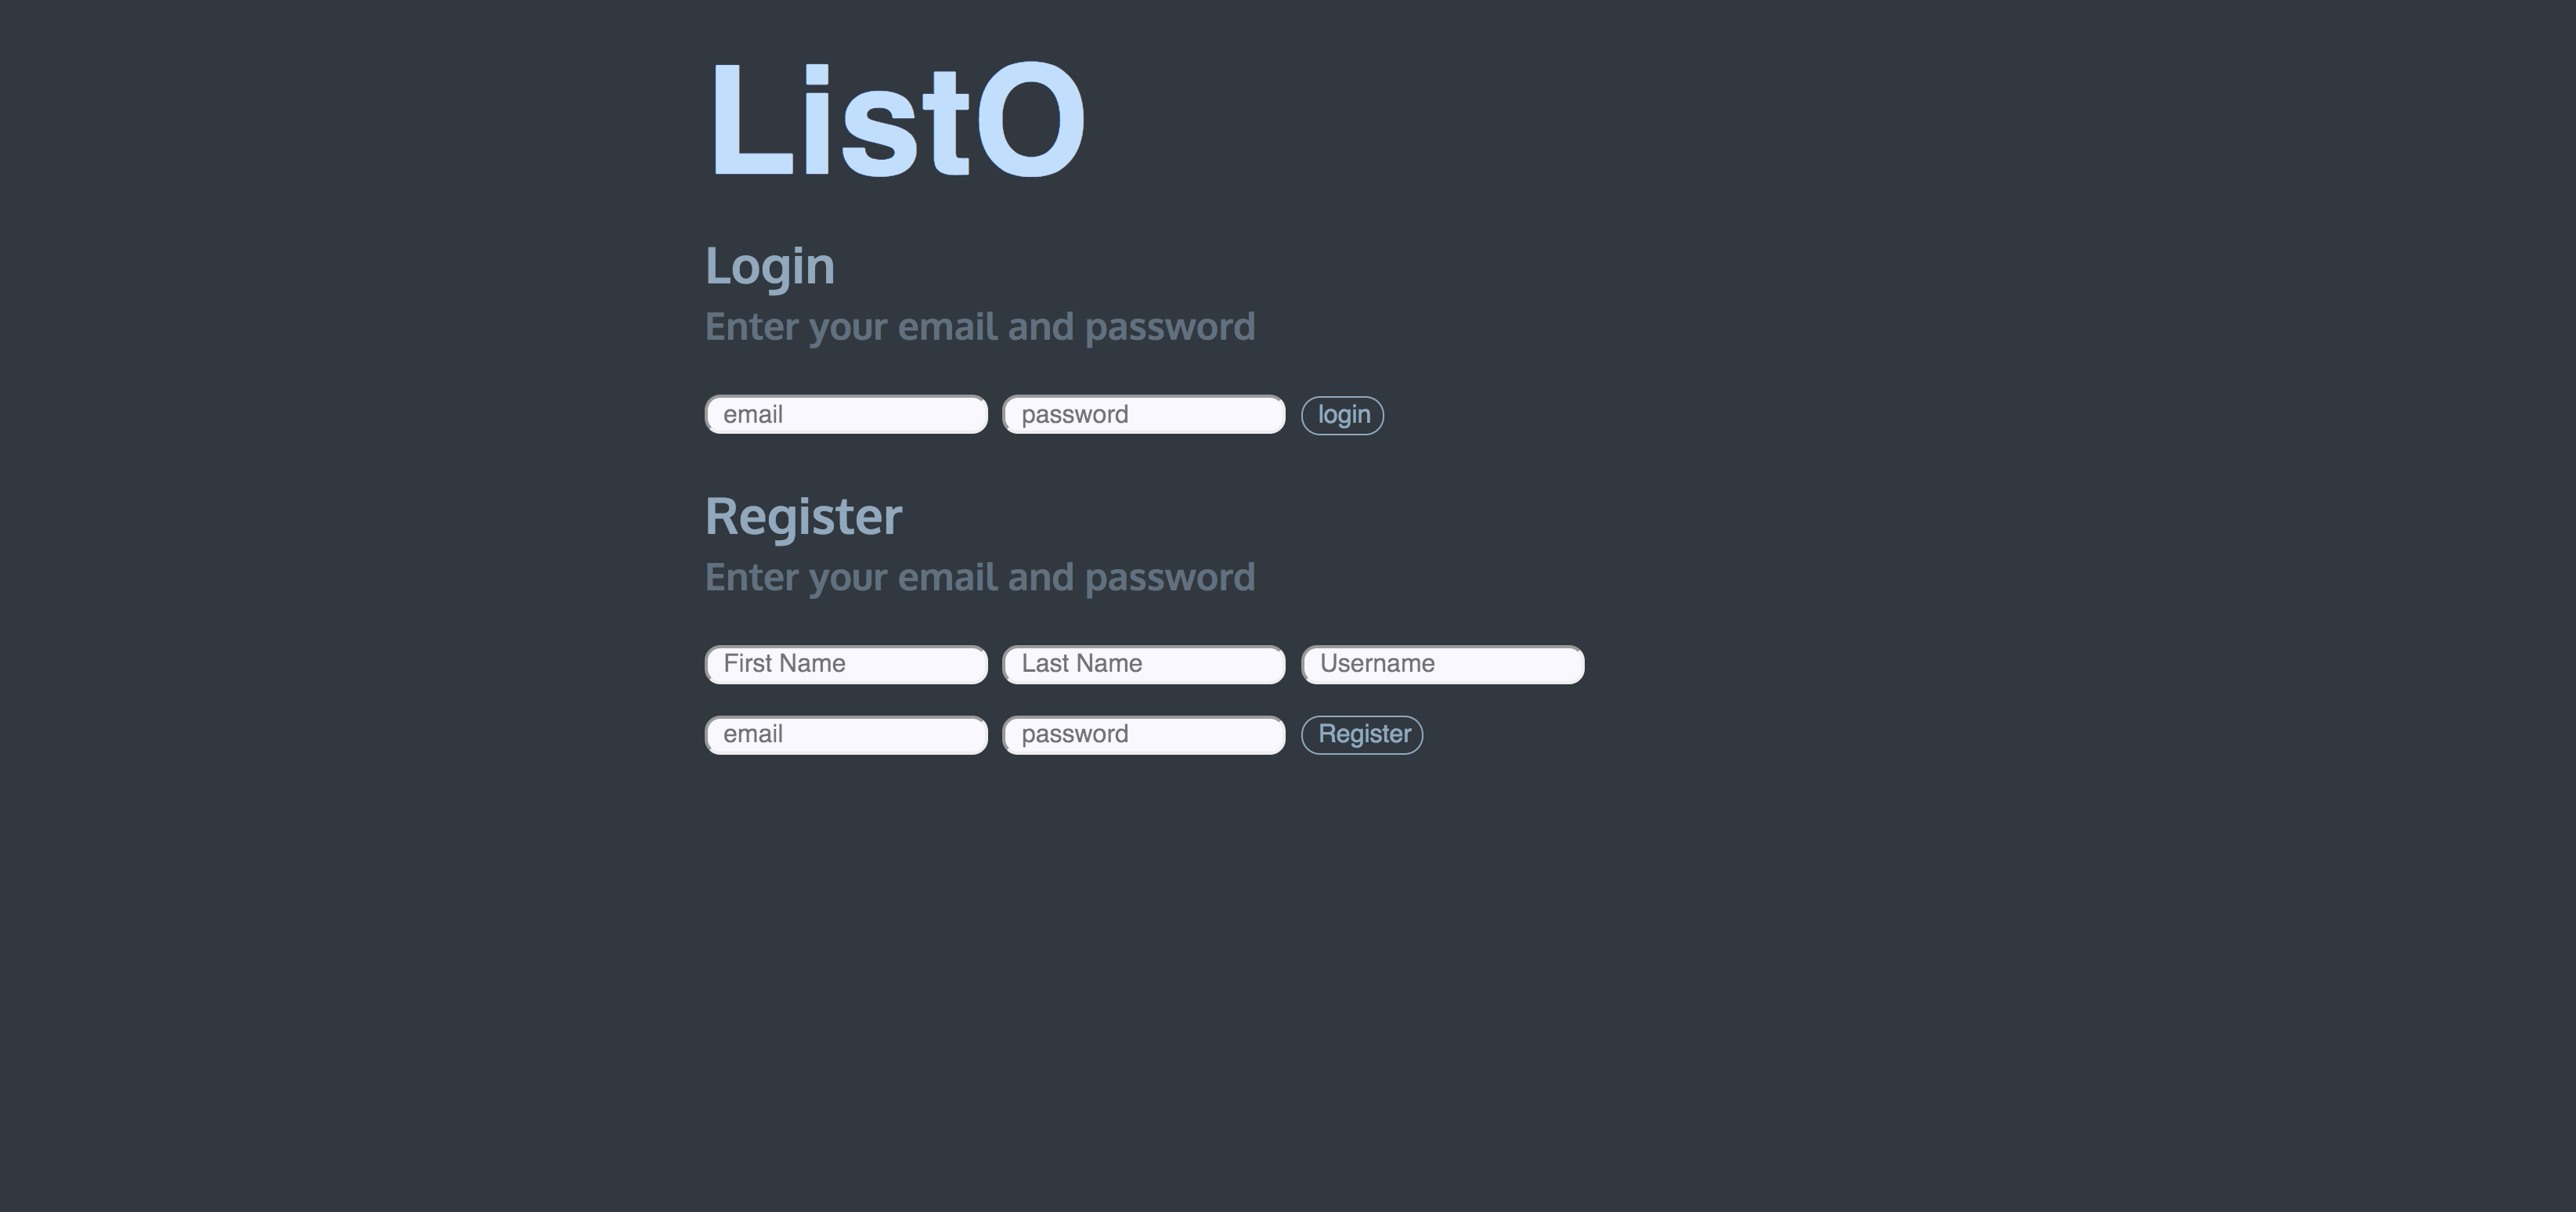 ListO
Login
Enter your email and password
email password login
Register
Enter your email and password
First Name Last Name Username
email password Register